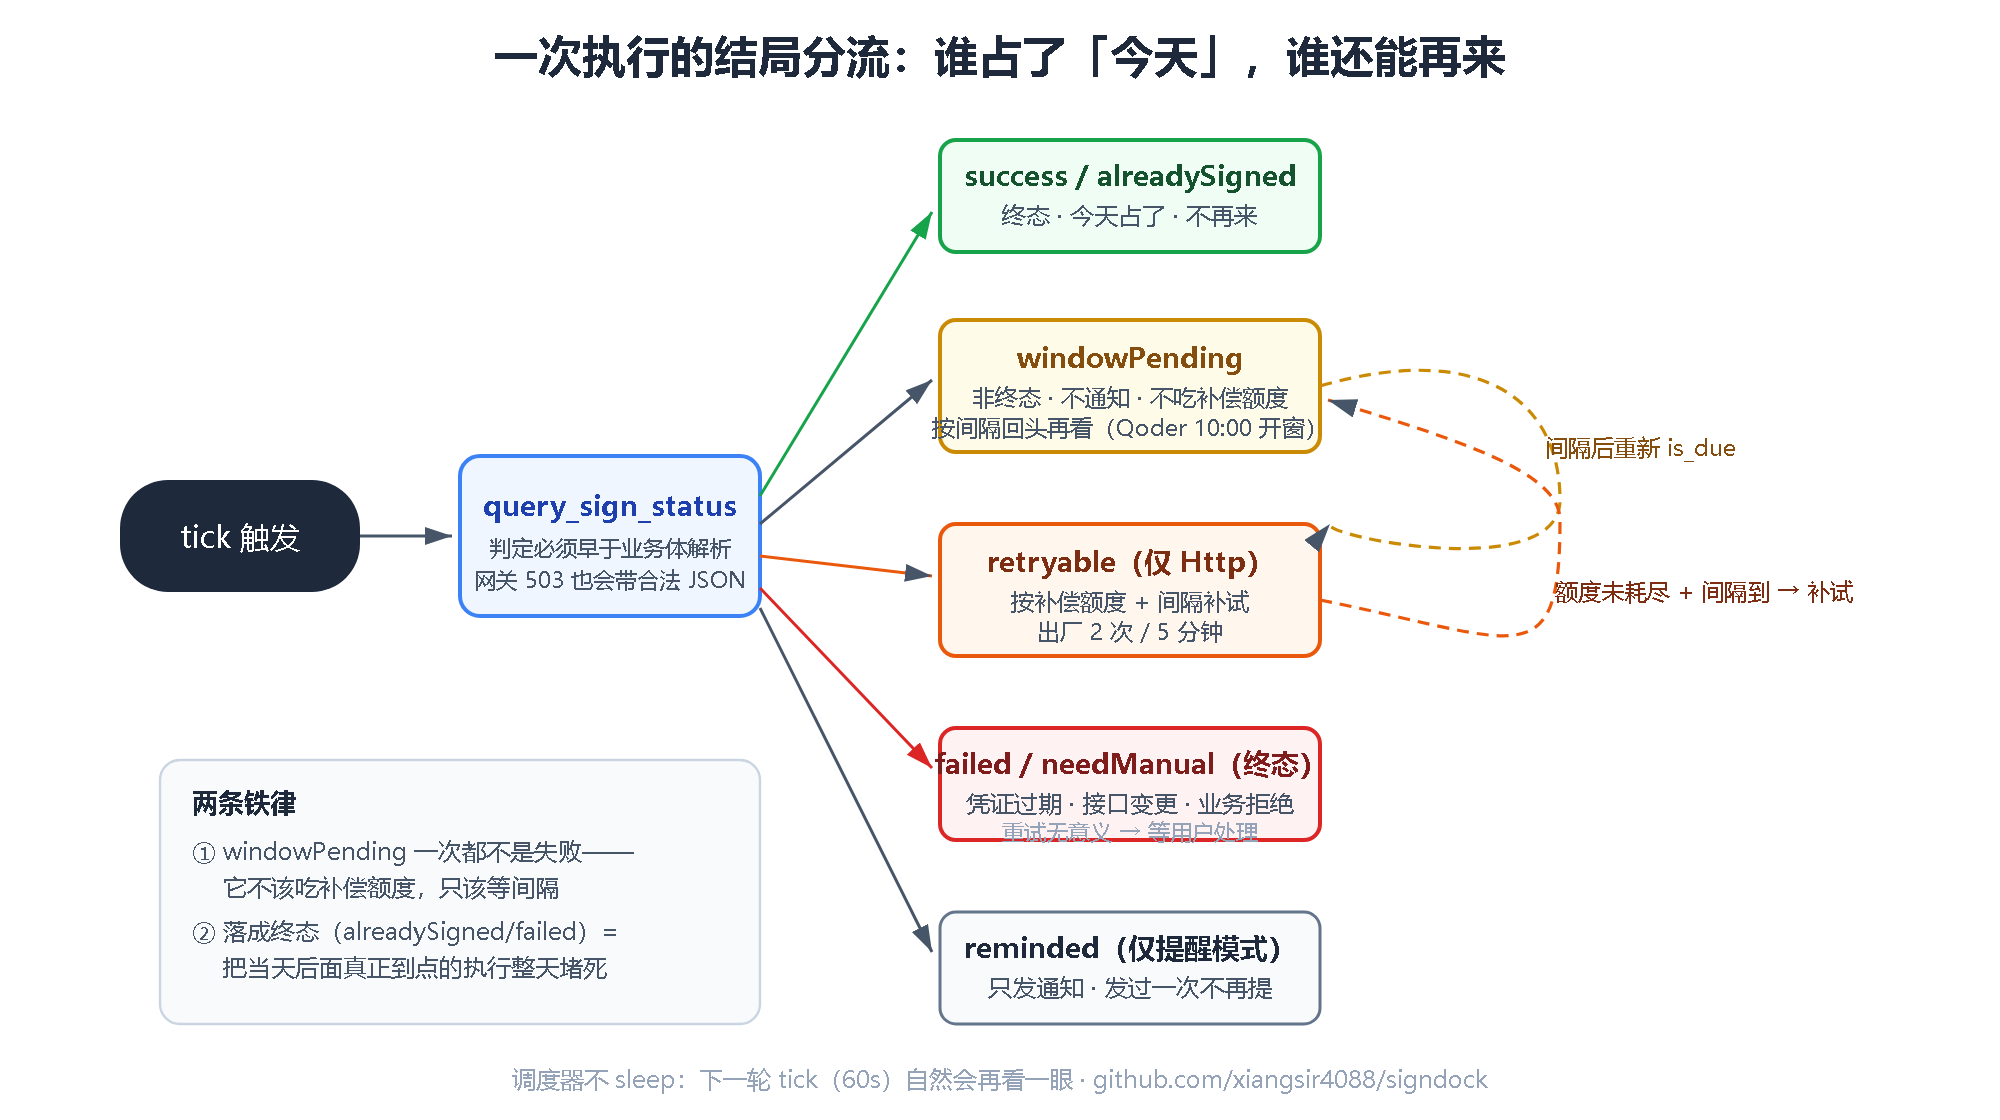 一次执行的结局分流：谁占了「今天」，谁还能再来
success / alreadySigned
终态 · 今天占了 · 不再来
windowPending
非终态 · 不通知 · 不吃补偿额度
按间隔回头再看（Qoder 10:00 开窗）
间隔后重新 is_due
tick 触发
query_sign_status
判定必须早于业务体解析
网关 503 也会带合法 JSON
retryable（仅 Http）
按补偿额度 + 间隔补试
出厂 2 次 / 5 分钟
额度未耗尽 + 间隔到 → 补试
failed / needManual（终态）
凭证过期 · 接口变更 · 业务拒绝
重试无意义 → 等用户处理
两条铁律
① windowPending 一次都不是失败——
它不该吃补偿额度，只该等间隔
② 落成终态（alreadySigned/failed）=
把当天后面真正到点的执行整天堵死
reminded（仅提醒模式）
只发通知 · 发过一次不再提
调度器不 sleep：下一轮 tick（60s）自然会再看一眼 · github.com/xiangsir4088/signdock